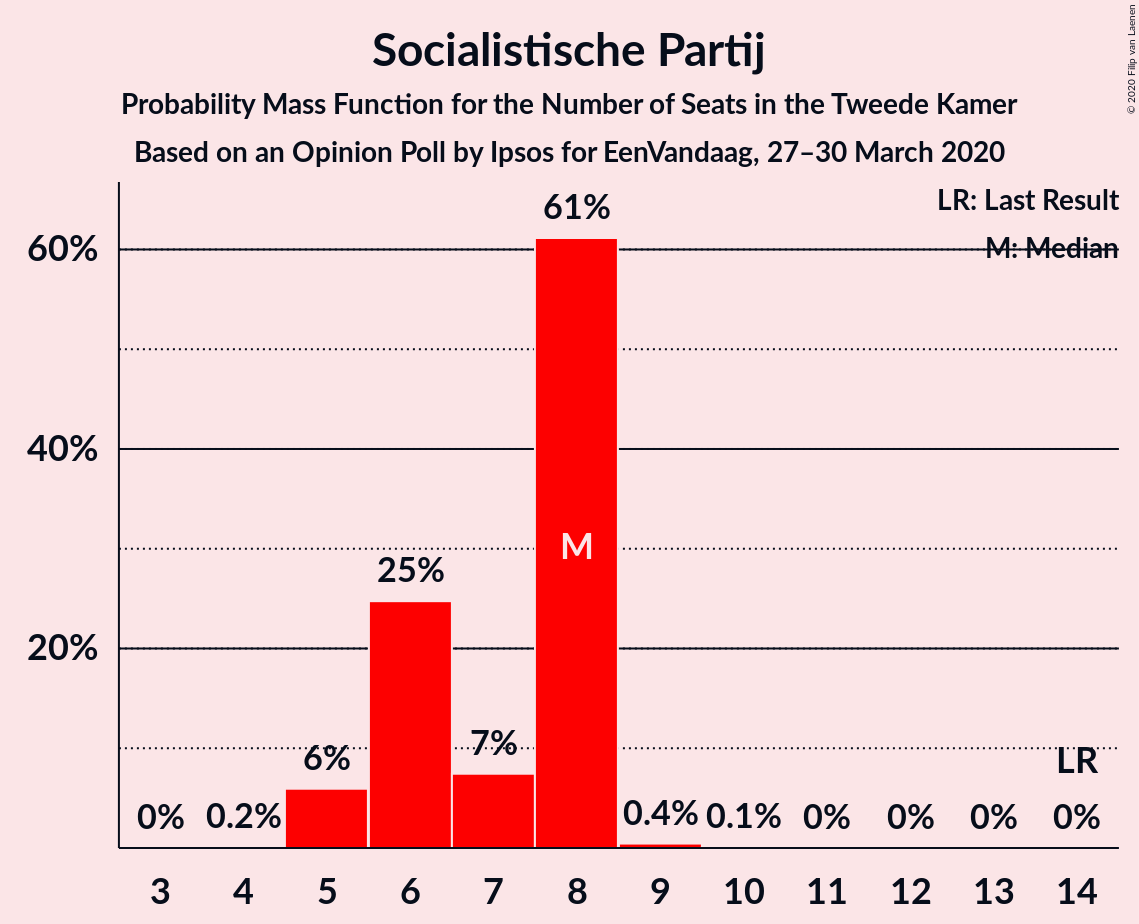 Socialistische Partij
Probability Mass Function for the Number of Seats in the Tweede Kamer
Based on an Opinion Poll by Ipsos for EenVandaag, 27–30 March 2020
© 2020 Filip van Laenen
LR: Last Result
M: Median
60%
40%
20%
0%
0.2%
6%
25%
7%
61%
M
0.4%
0.1%
0%
0%
0%
LR
0%
3 4 5 6 7 8 9 10 11 12 13 14